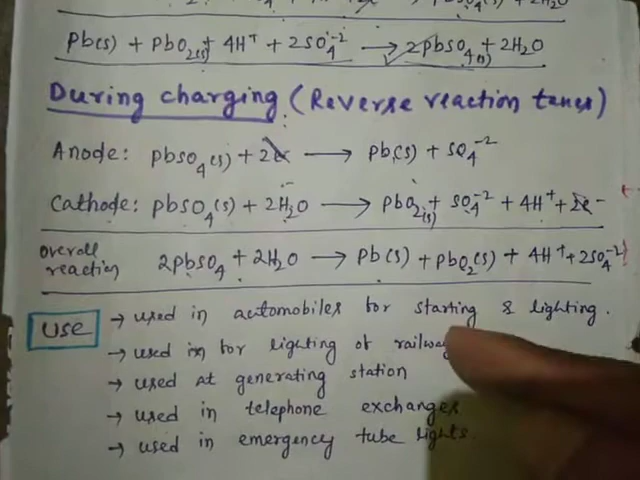 Pb(s) + PbO2(s) + 4H+ + 2SO4-2 → 2PbSO4(s) + 2H2O
During charging (Reverse reaction takes)
Anode: PbSO4(s) + 2e → Pb(s) + SO4-2
Cathode: PbSO4(s) + 2H2O → PbO2(s) + SO4-2 + 4H+ + 2e-
overall reaction 2PbSO4 + 2H2O → Pb(s) + PbO2(s) + 4H+ + 2SO4-2
Use → used in automobiles for starting & lighting.
→ used in for lighting of railway
→ used at generating station
→ used in telephone exchanges
→ used in emergency tube lights.